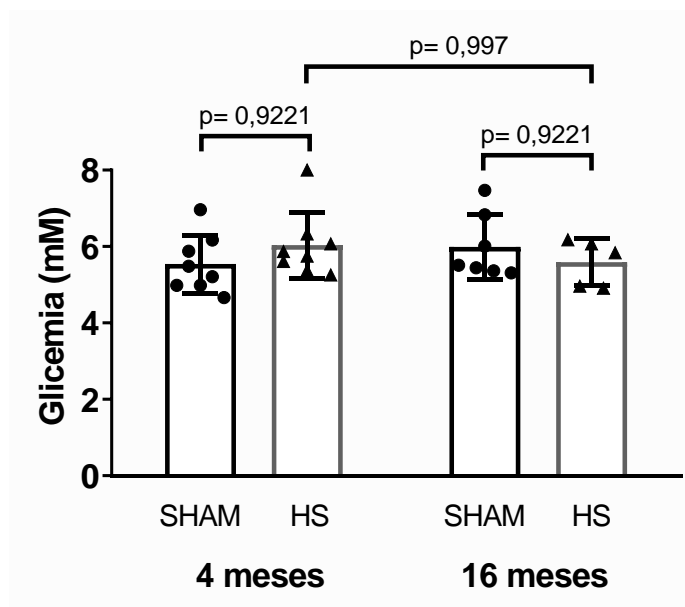 p= 0,997
p= 0,9221
p= 0,9221
8
6
4
2
0
Glicemia (mM)
SHAM HS SHAM HS
4 meses 16 meses